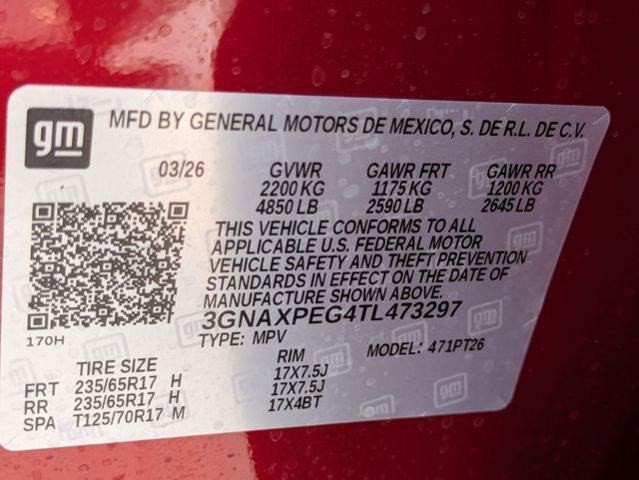 gm
MFD BY GENERAL MOTORS DE MEXICO, S. DE R.L. DE C.V.
03/26 GVWR GAWR FRT GAWR RR
2200 KG 1175 KG 1200 KG
4850 LB 2590 LB 2645 LB
THIS VEHICLE CONFORMS TO ALL
APPLICABLE U.S. FEDERAL MOTOR
VEHICLE SAFETY AND THEFT PREVENTION
STANDARDS IN EFFECT ON THE DATE OF
MANUFACTURE SHOWN ABOVE.
3GNAXPEG4TL473297
170H
TYPE: MPV MODEL: 471PT26
TIRE SIZE RIM
FRT 235/65R17 H 17X7.5J
RR 235/65R17 H 17X7.5J
SPA T125/70R17 M 17X4BT